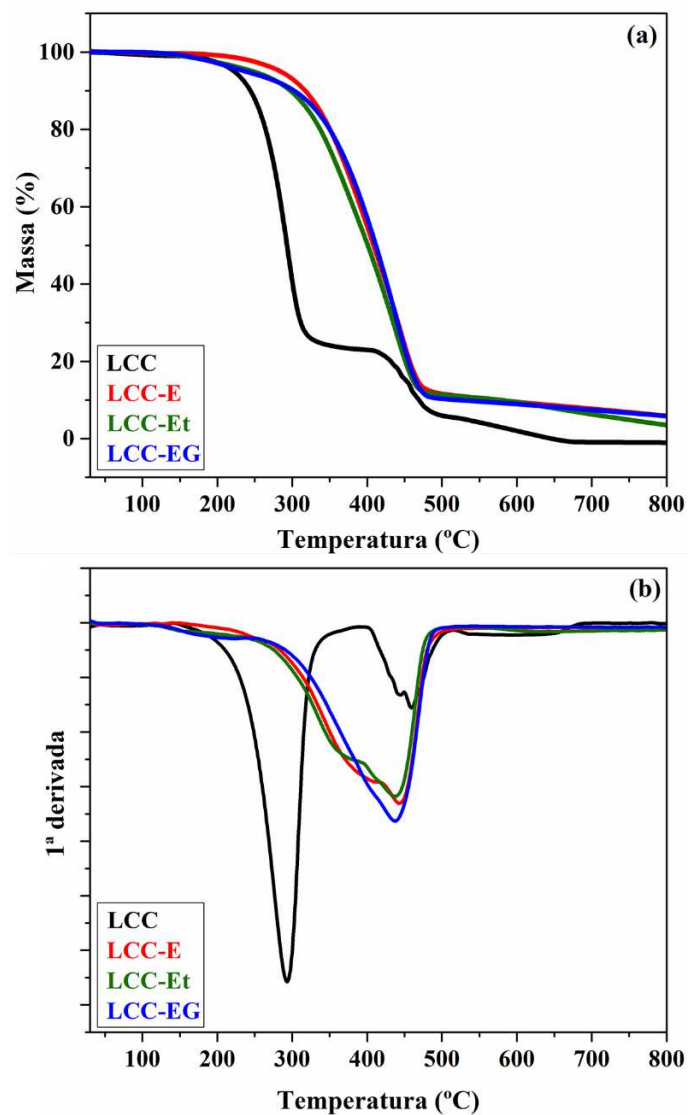 (a)
100
80
60
40
20
0
Massa (%)
LCC
LCC-E
LCC-Et
LCC-EG
100 200 300 400 500 600 700 800
Temperatura (ºC)
(b)
1ª derivada
LCC
LCC-E
LCC-Et
LCC-EG
100 200 300 400 500 600 700 800
Temperatura (ºC)